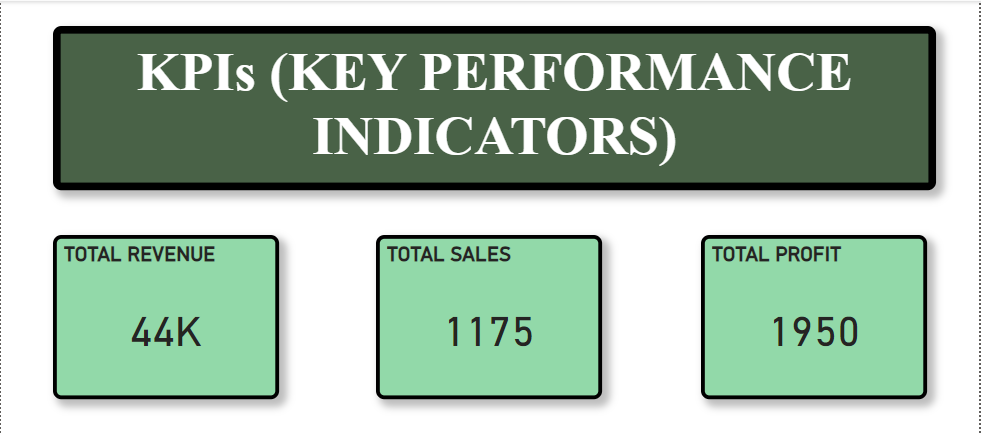 KPIs (KEY PERFORMANCE
INDICATORS)
TOTAL REVENUE
44K
TOTAL SALES
1175
TOTAL PROFIT
1950